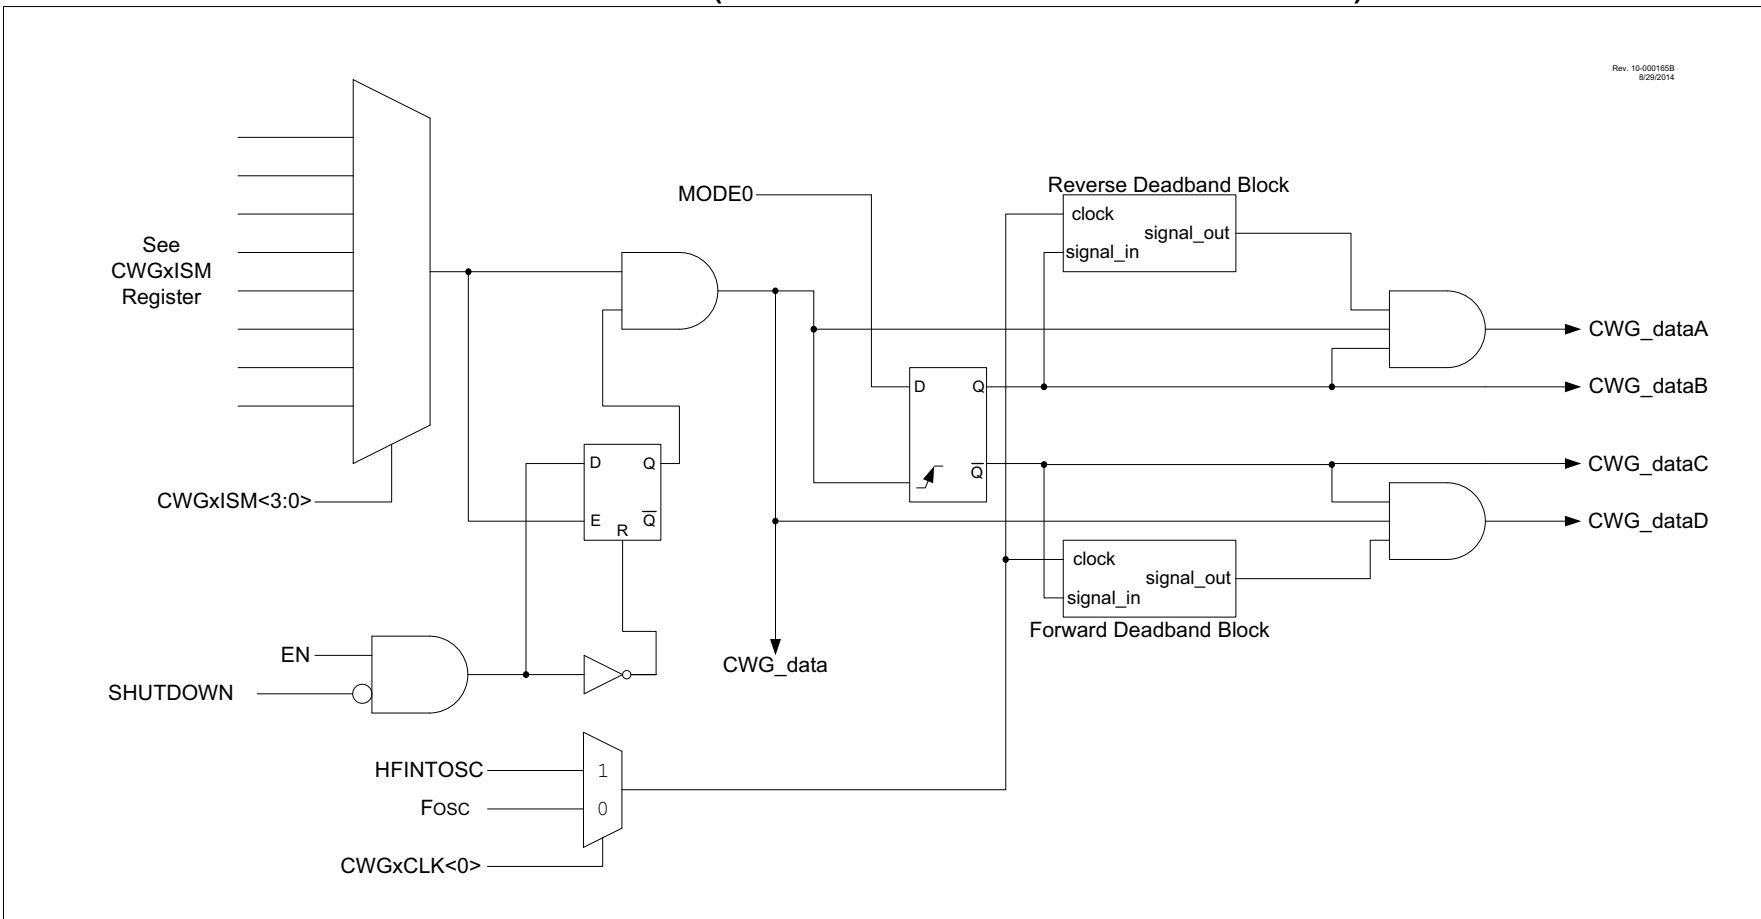 Rev. 10-000165B
8/29/2014
See
CWGxISM
Register
CWGxISM<3:0>
MODE0
Reverse Deadband Block
clock
signal_out
signal_in
D
Q
Q
D
Q
E
Q
R
CWG_dataA
CWG_dataB
CWG_dataC
CWG_dataD
clock
signal_out
signal_in
Forward Deadband Block
EN
SHUTDOWN
CWG_data
HFINTOSC
1
FOSC
0
CWGxCLK<0>